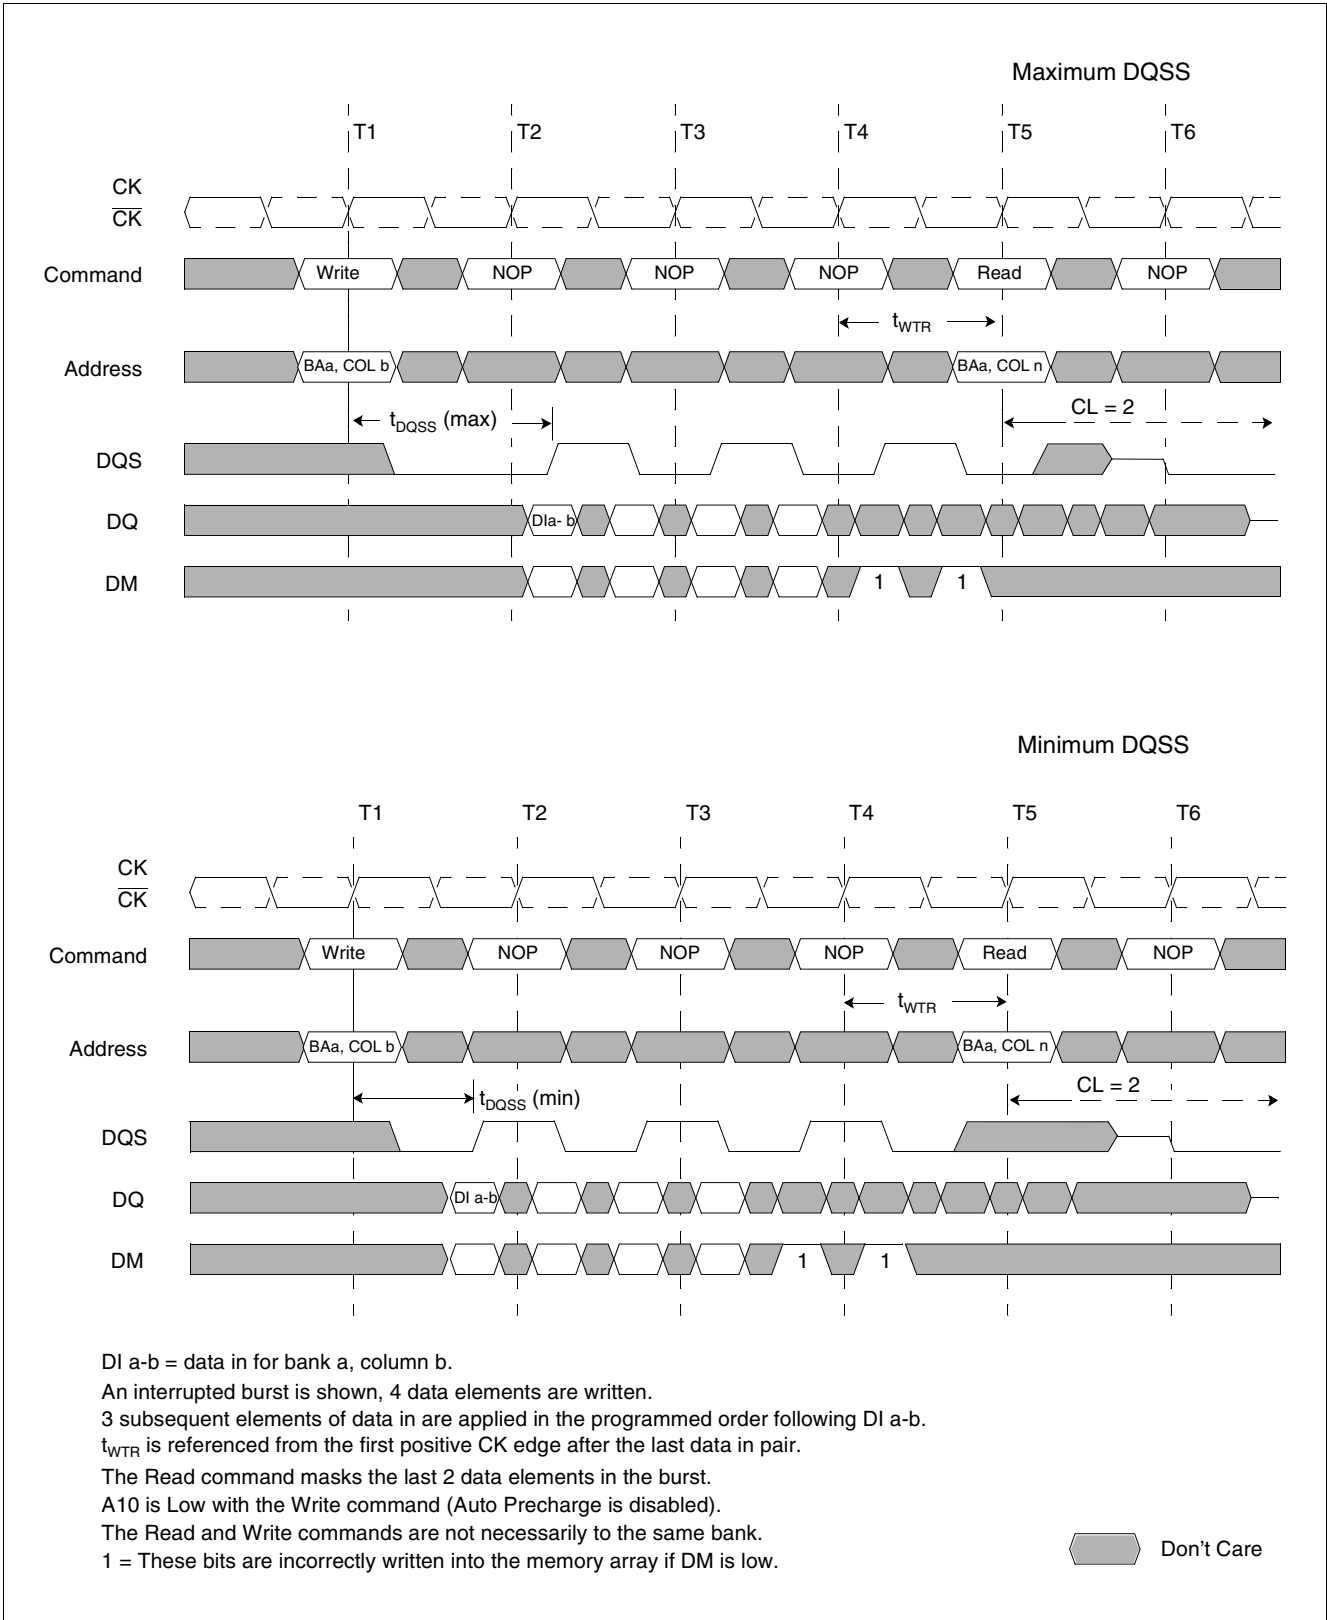 Maximum DQSS
T1 T2 T3 T4 T5 T6
CK
CK
Command Write NOP NOP NOP Read NOP
tWTR
Address BAa, COL b BAa, COL n
tDQSS (max) CL = 2
DQS
DQ DIa- b
DM 1 1
Minimum DQSS
T1 T2 T3 T4 T5 T6
CK
CK
Command Write NOP NOP NOP Read NOP
tWTR
Address BAa, COL b BAa, COL n
tDQSS (min) CL = 2
DQS
DQ DI a-b
DM 1 1
DI a-b = data in for bank a, column b.
An interrupted burst is shown, 4 data elements are written.
3 subsequent elements of data in are applied in the programmed order following DI a-b.
tWTR is referenced from the first positive CK edge after the last data in pair.
The Read command masks the last 2 data elements in the burst.
A10 is Low with the Write command (Auto Precharge is disabled).
The Read and Write commands are not necessarily to the same bank.
1 = These bits are incorrectly written into the memory array if DM is low.
Don't Care